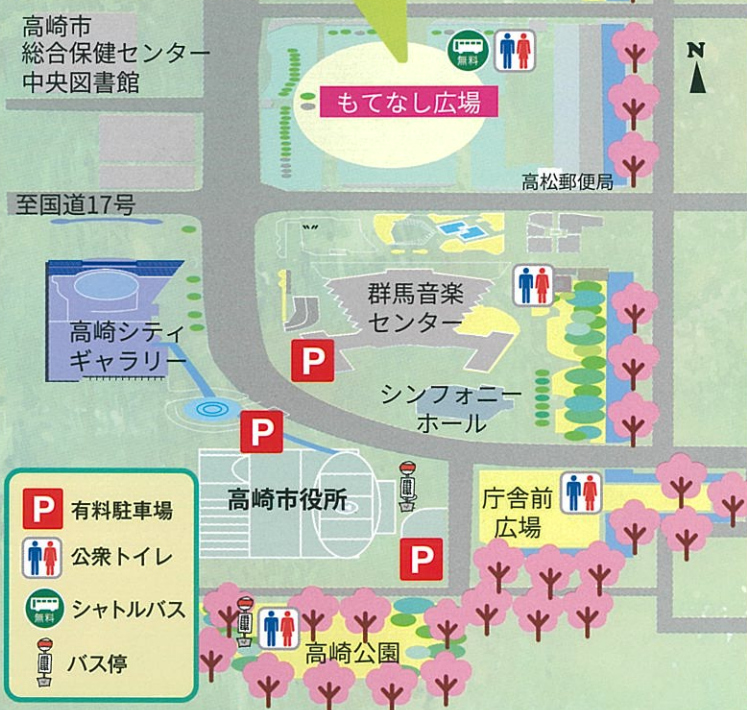 高崎市
総合保健センター
中央図書館
無料
N
もてなし広場
高松郵便局
至国道17号
群馬音楽
センター
高崎シティ
ギャラリー
P
シンフォニー
ホール
P
高崎市役所
庁舎前
広場
P
高崎公園
P 有料駐車場
公衆トイレ
無料 シャトルバス
バス停